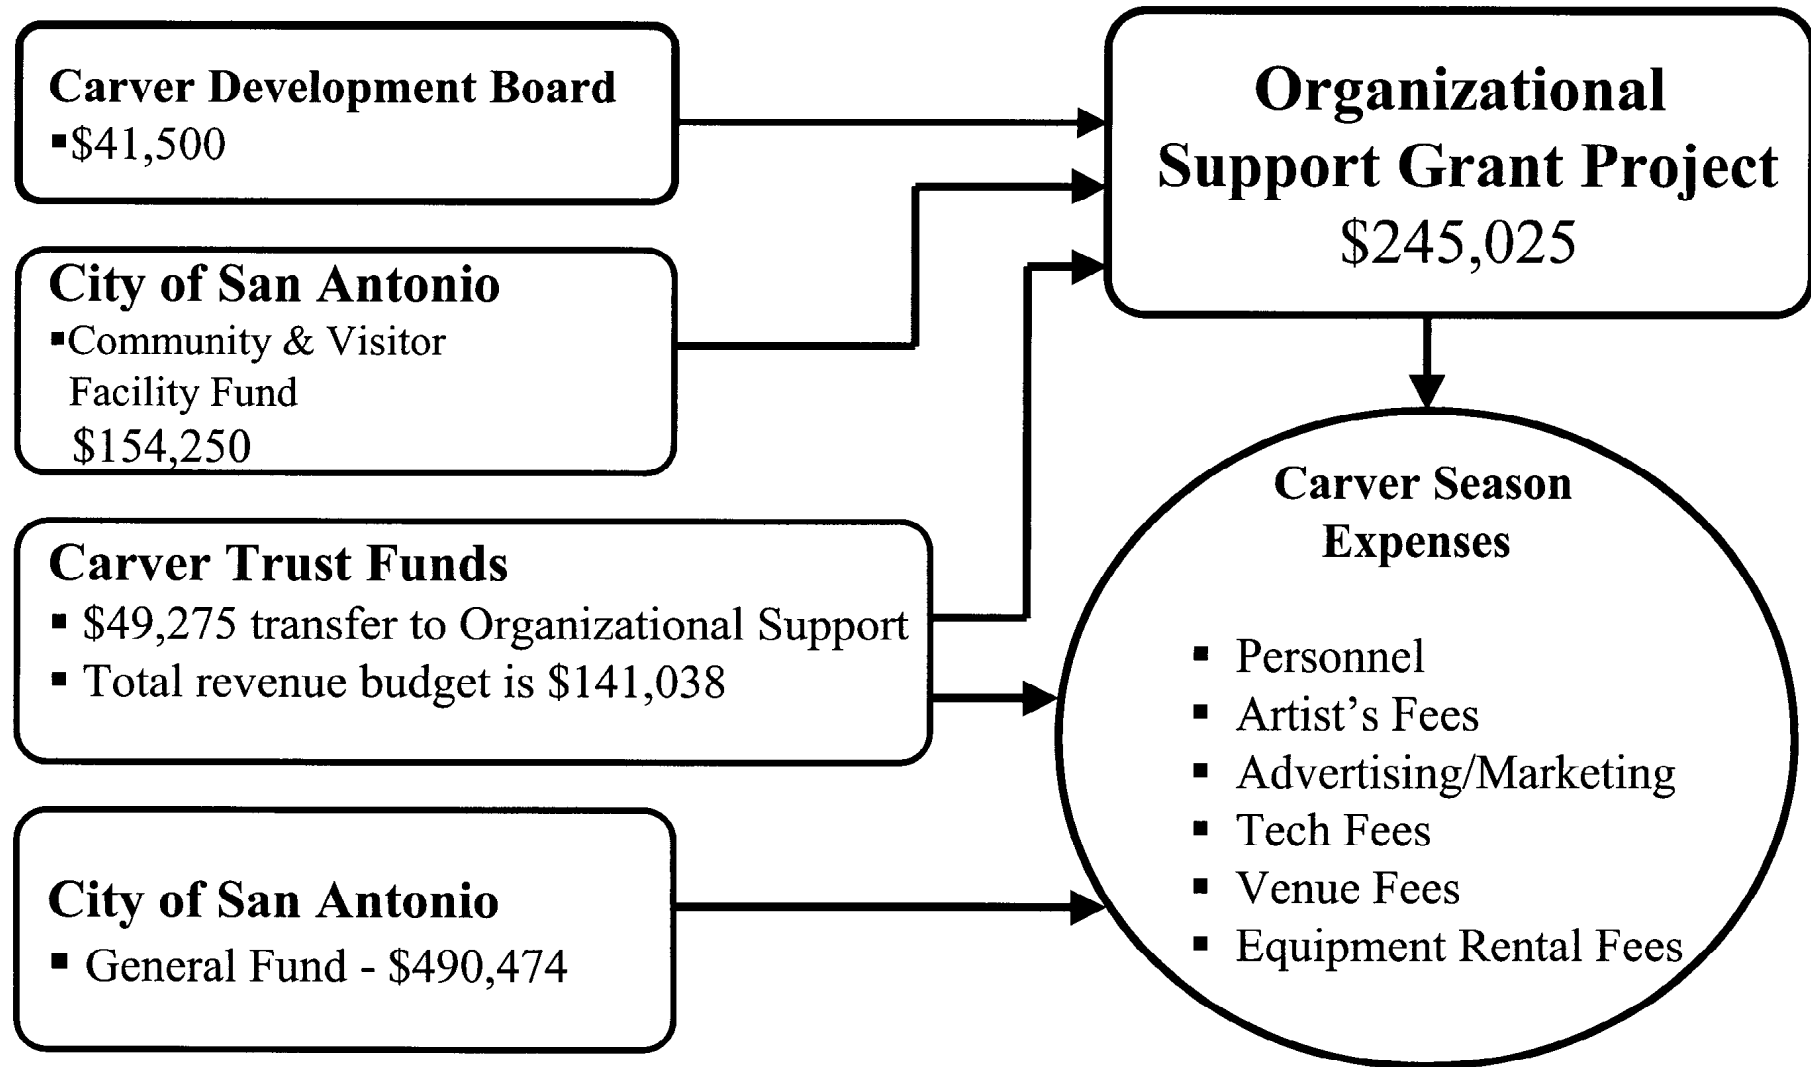 Carver Development Board
▪$41,500
City of San Antonio
▪Community & Visitor
Facility Fund
$154,250
Carver Trust Funds
▪ $49,275 transfer to Organizational Support
▪ Total revenue budget is $141,038
City of San Antonio
▪ General Fund - $490,474
Organizational
Support Grant Project
$245,025
Carver Season
Expenses
▪ Personnel
▪ Artist’s Fees
▪ Advertising/Marketing
▪ Tech Fees
▪ Venue Fees
▪ Equipment Rental Fees